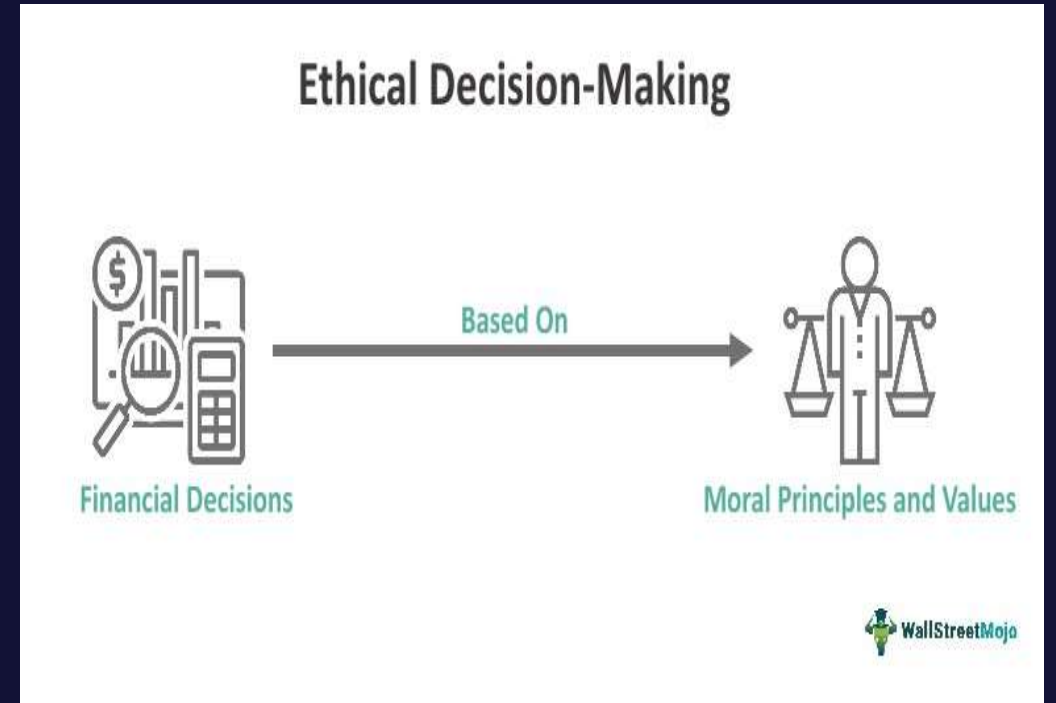 Ethical Decision-Making
$
Based On
Financial Decisions
Moral Principles and Values
WallStreetMojo